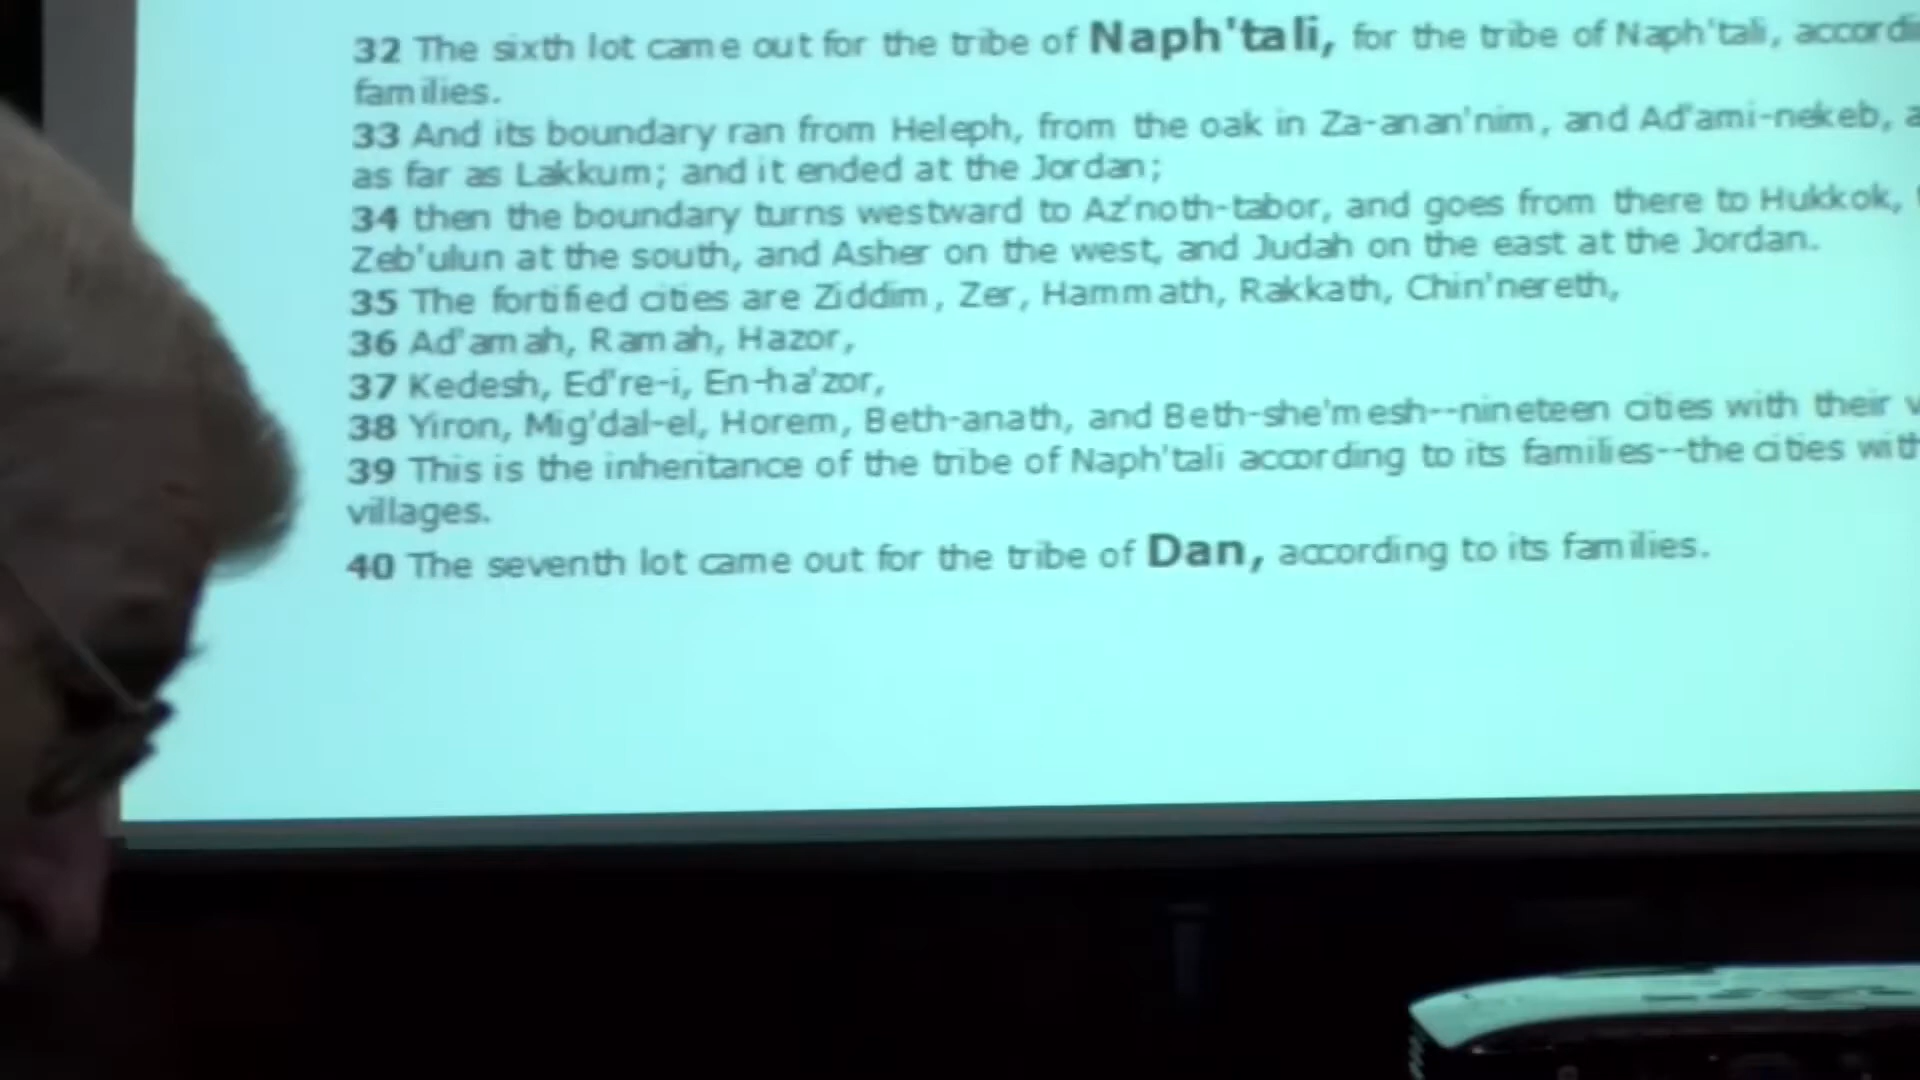 32 The sixth lot came out for the tribe of Naph'tali, for the tribe of Naph'tali,
families.
33 And its boundary ran from Heleph, from the oak in Za-anan'nim, and Ad'ami-nekeb,
as far as Lakkum; and it ended at the Jordan;
34 then the boundary turns westward to Az'noth-tabor, and goes from there to Hukkok,
Zeb'ulun at the south, and Asher on the west, and Judah on the east at the Jordan.
35 The fortified cities are Ziddim, Zer, Hammath, Rakkath, Chin'nereth,
36 Ad'amah, Ramah, Hazor,
37 Kedesh, Ed're-i, En-ha'zor,
38 Yiron, Mig'dal-el, Horem, Beth-anath, and Beth-she'mesh--nineteen cities with their
39 This is the inheritance of the tribe of Naph'tali according to its families--the cities with
villages.
40 The seventh lot came out for the tribe of Dan, according to its families.